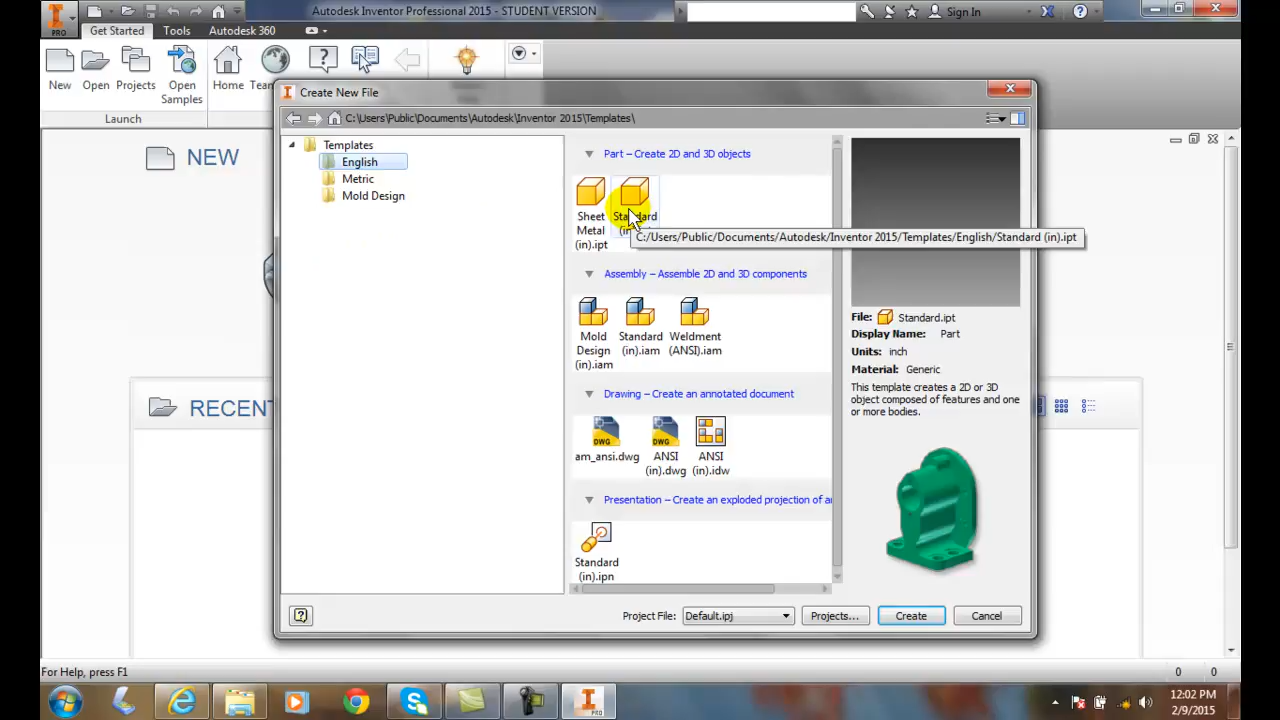 PRO
Autodesk Inventor Professional 2015 - STUDENT VERSION
Sign In
Get Started Tools Autodesk 360
New Open Projects Open Samples Home
Launch
Create New File
C:\Users\Public\Documents\Autodesk\Inventor 2015\Templates\
NEW
RECENT
Templates
English
Metric
Mold Design
Part – Create 2D and 3D objects
Sheet
Metal
(in).ipt
Standard
C:/Users/Public/Documents/Autodesk/Inventor 2015/Templates/English/Standard (in).ipt
Assembly – Assemble 2D and 3D components
Mold
Design
(in).iam
Standard
(in).iam
Weldment
(ANSI).iam
Drawing – Create an annotated document
DWG
am_ansi.dwg
DWG
ANSI
(in).dwg
ANSI
(in).idw
Presentation – Create an exploded projection of
Standard
(in).ipn
File: Standard.ipt
Display Name: Part
Units: inch
Material: Generic
This template creates a 2D or 3D
object composed of features and one
or more bodies.
Project File: Default.ipj Projects... Create Cancel
For Help, press F1
0 0
PRO
12:02 PM
2/9/2015